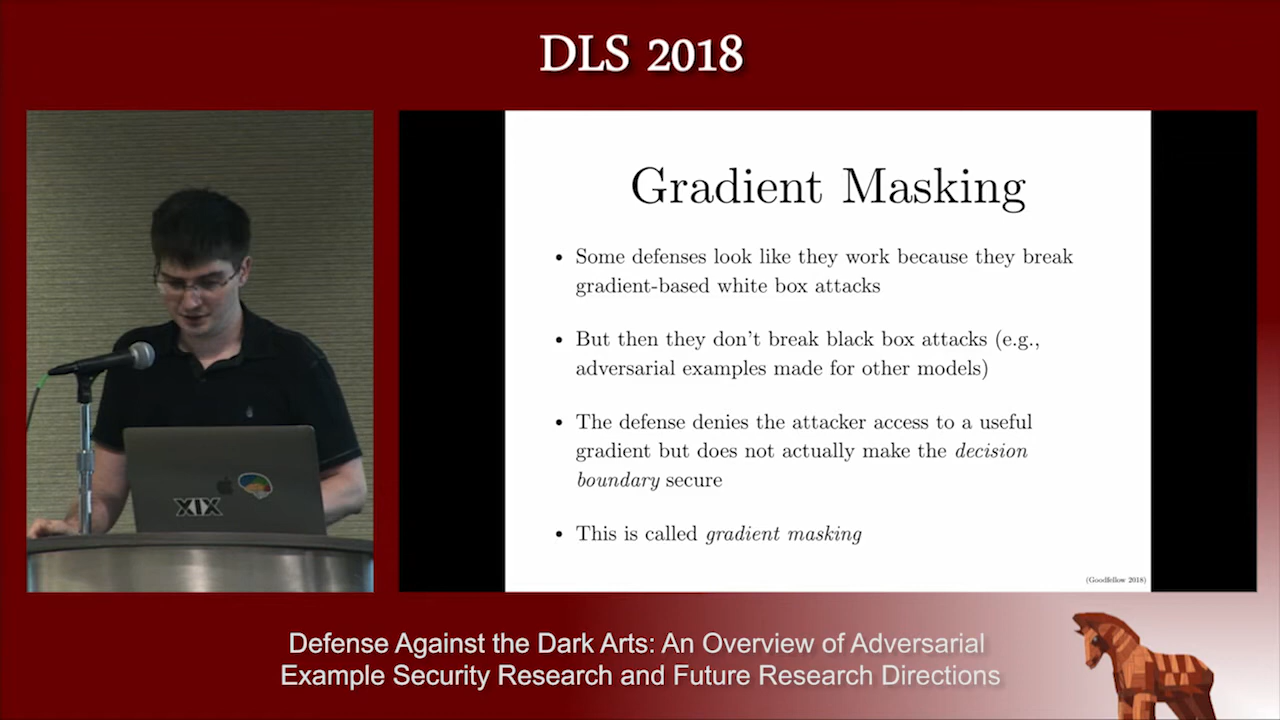 DLS 2018
Gradient Masking
• Some defenses look like they work because they break
gradient-based white box attacks
• But then they don't break black box attacks (e.g.,
adversarial examples made for other models)
• The defense denies the attacker access to a useful
gradient but does not actually make the decision
boundary secure
• This is called gradient masking
(Goodfellow 2018)
XIX
Defense Against the Dark Arts: An Overview of Adversarial
Example Security Research and Future Research Directions